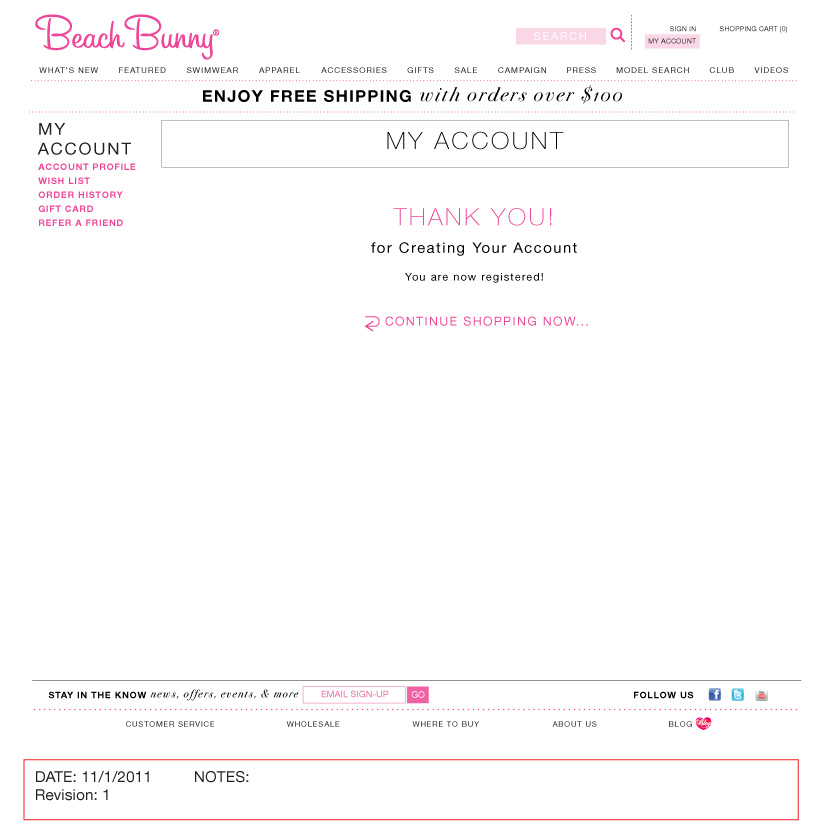 Beach Bunny®
SEARCH
SIGN IN
MY ACCOUNT
SHOPPING CART (0)
WHAT'S NEW FEATURED SWIMWEAR APPAREL ACCESSORIES GIFTS SALE CAMPAIGN PRESS MODEL SEARCH CLUB VIDEOS
ENJOY FREE SHIPPING with orders over $100
MY
ACCOUNT
ACCOUNT PROFILE
WISH LIST
ORDER HISTORY
GIFT CARD
REFER A FRIEND
MY ACCOUNT
THANK YOU!
for Creating Your Account
You are now registered!
CONTINUE SHOPPING NOW...
STAY IN THE KNOW news, offers, events, & more EMAIL SIGN-UP GO FOLLOW US
CUSTOMER SERVICE WHOLESALE WHERE TO BUY ABOUT US BLOG
DATE: 11/1/2011 NOTES:
Revision: 1